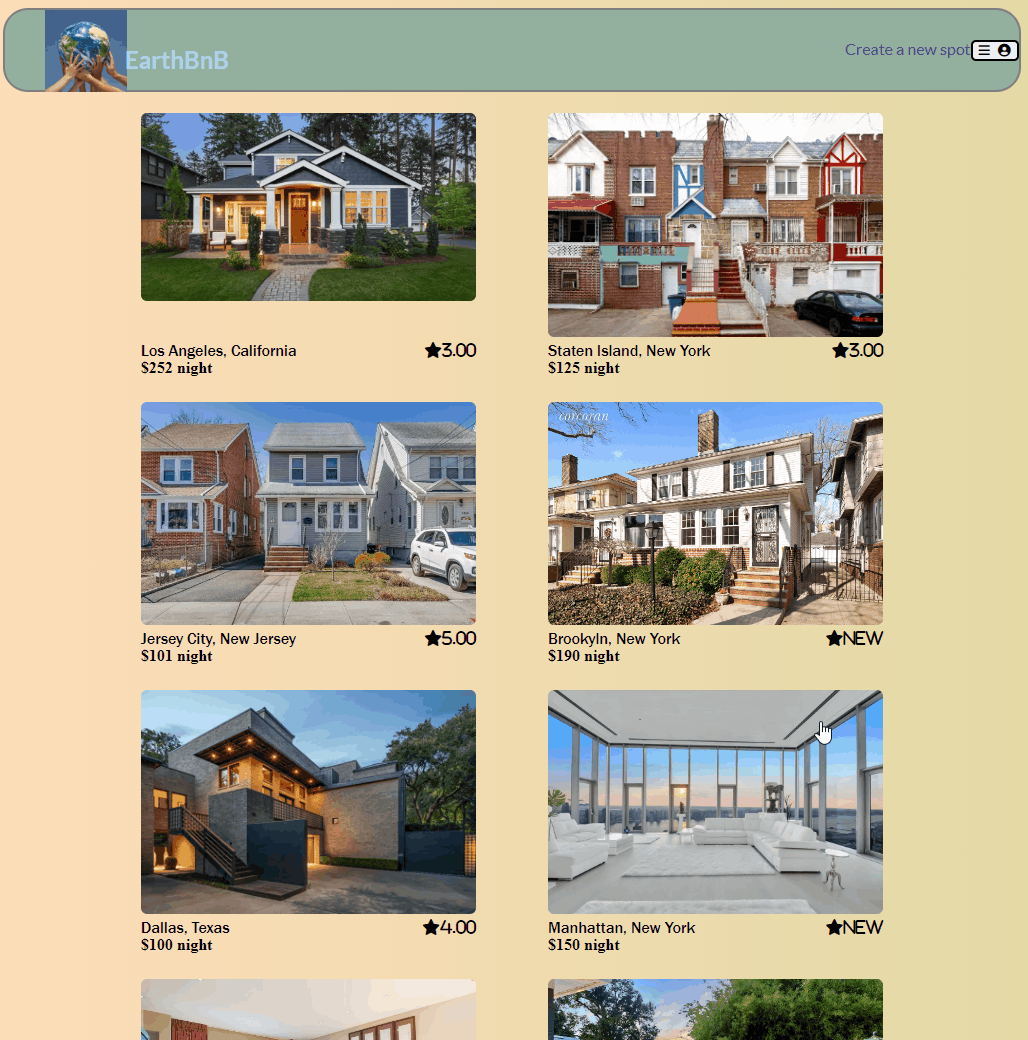 EarthBnB
Create a new spot
Los Angeles, California
3.00
$252 night
Staten Island, New York
3.00
$125 night
corcoran
Jersey City, New Jersey
5.00
$101 night
Brookyln, New York
NEW
$190 night
Dallas, Texas
4.00
$100 night
Manhattan, New York
NEW
$150 night